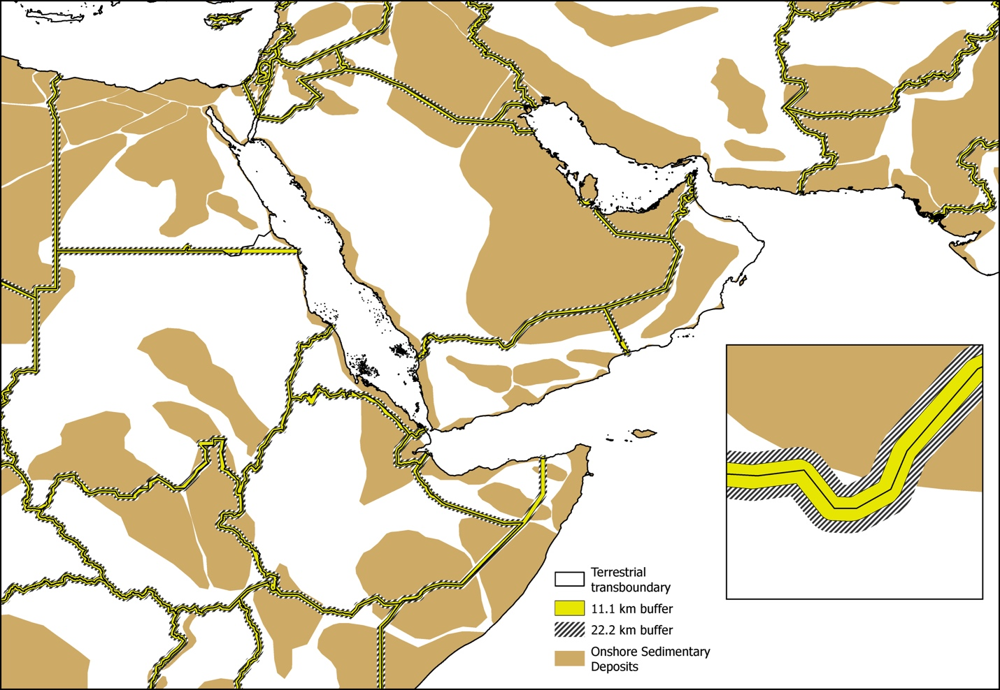 Terrestrial
transboundary
11.1 km buffer
22.2 km buffer
Onshore Sedimentary
Deposits